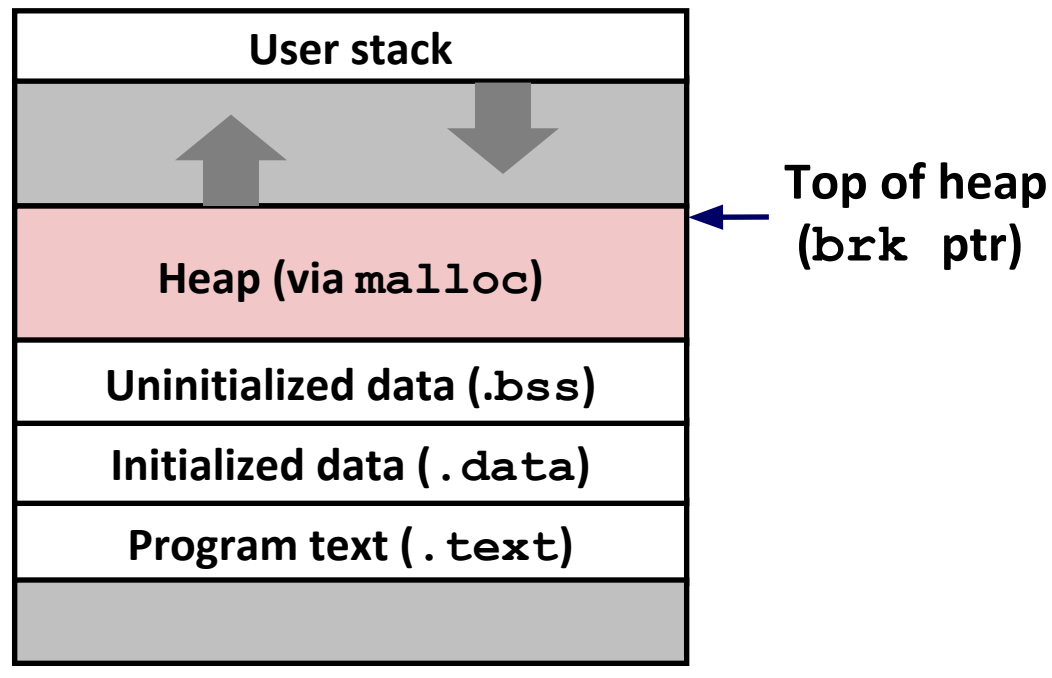 User stack
Top of heap
(brk ptr)
Heap (via malloc)
Uninitialized data (.bss)
Initialized data (.data)
Program text (.text)